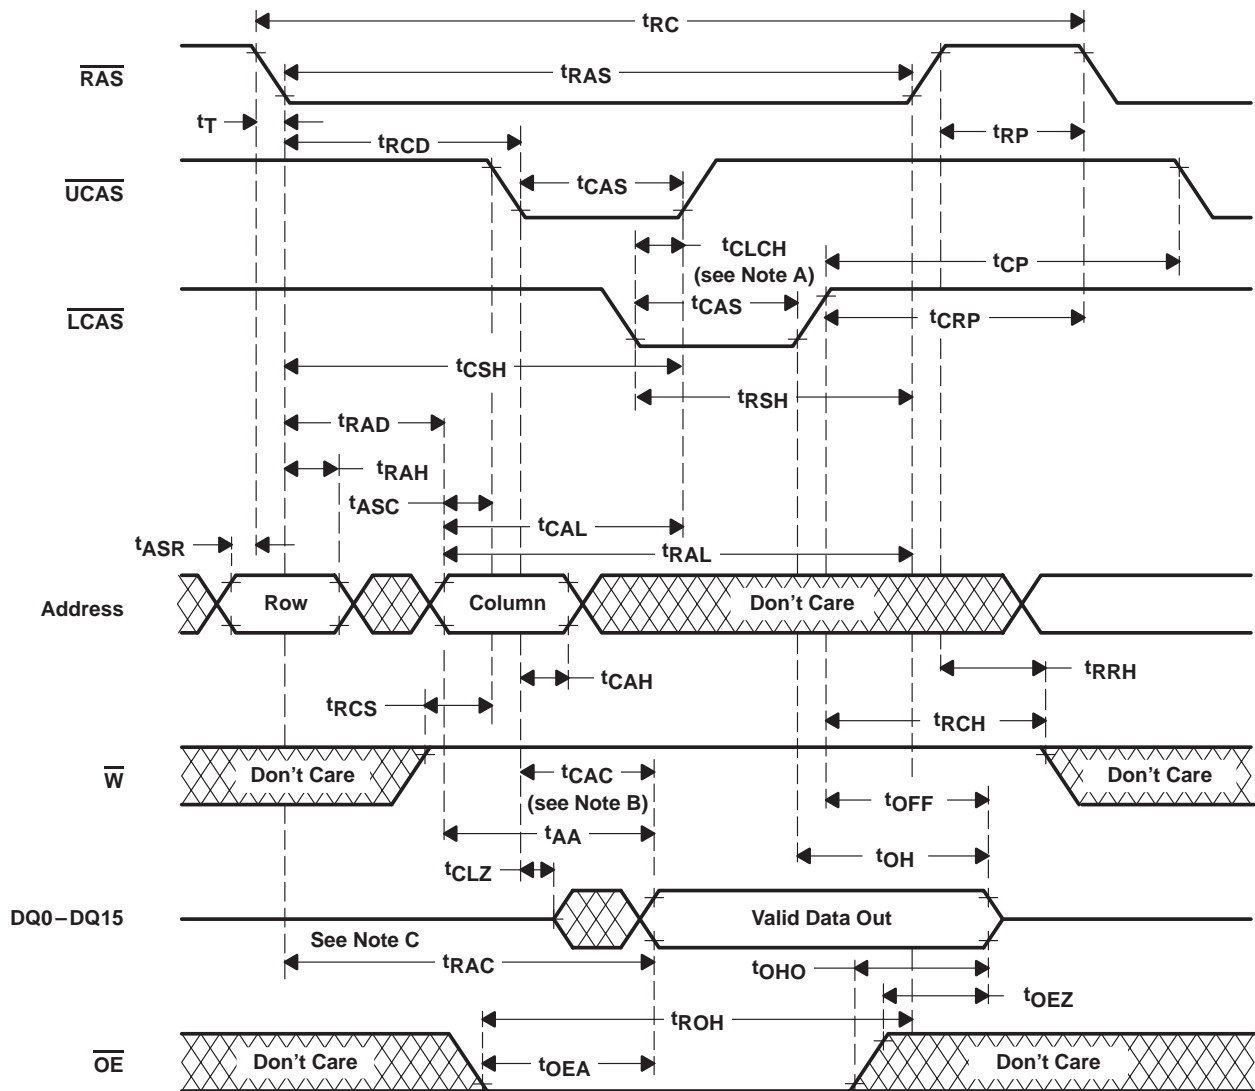 tRC
RAS
tRAS
tT
tRCD
tRP
UCAS
tCAS
tCLCH
(see Note A)
tCP
LCAS
tCAS
tCRP
tCSH
tRSH
tRAD
tRAH
tASC
tCAL
tASR
tRAL
Address
Row
Column
Don't Care
tCAH
tRRH
tRCS
tRCH
W
Don't Care
tCAC
Don't Care
(see Note B)
tOFF
tAA
tOH
tCLZ
DQ0–DQ15
Valid Data Out
See Note C
tRAC
tOHO
tOEZ
tROH
OE
Don't Care
tOEA
Don't Care